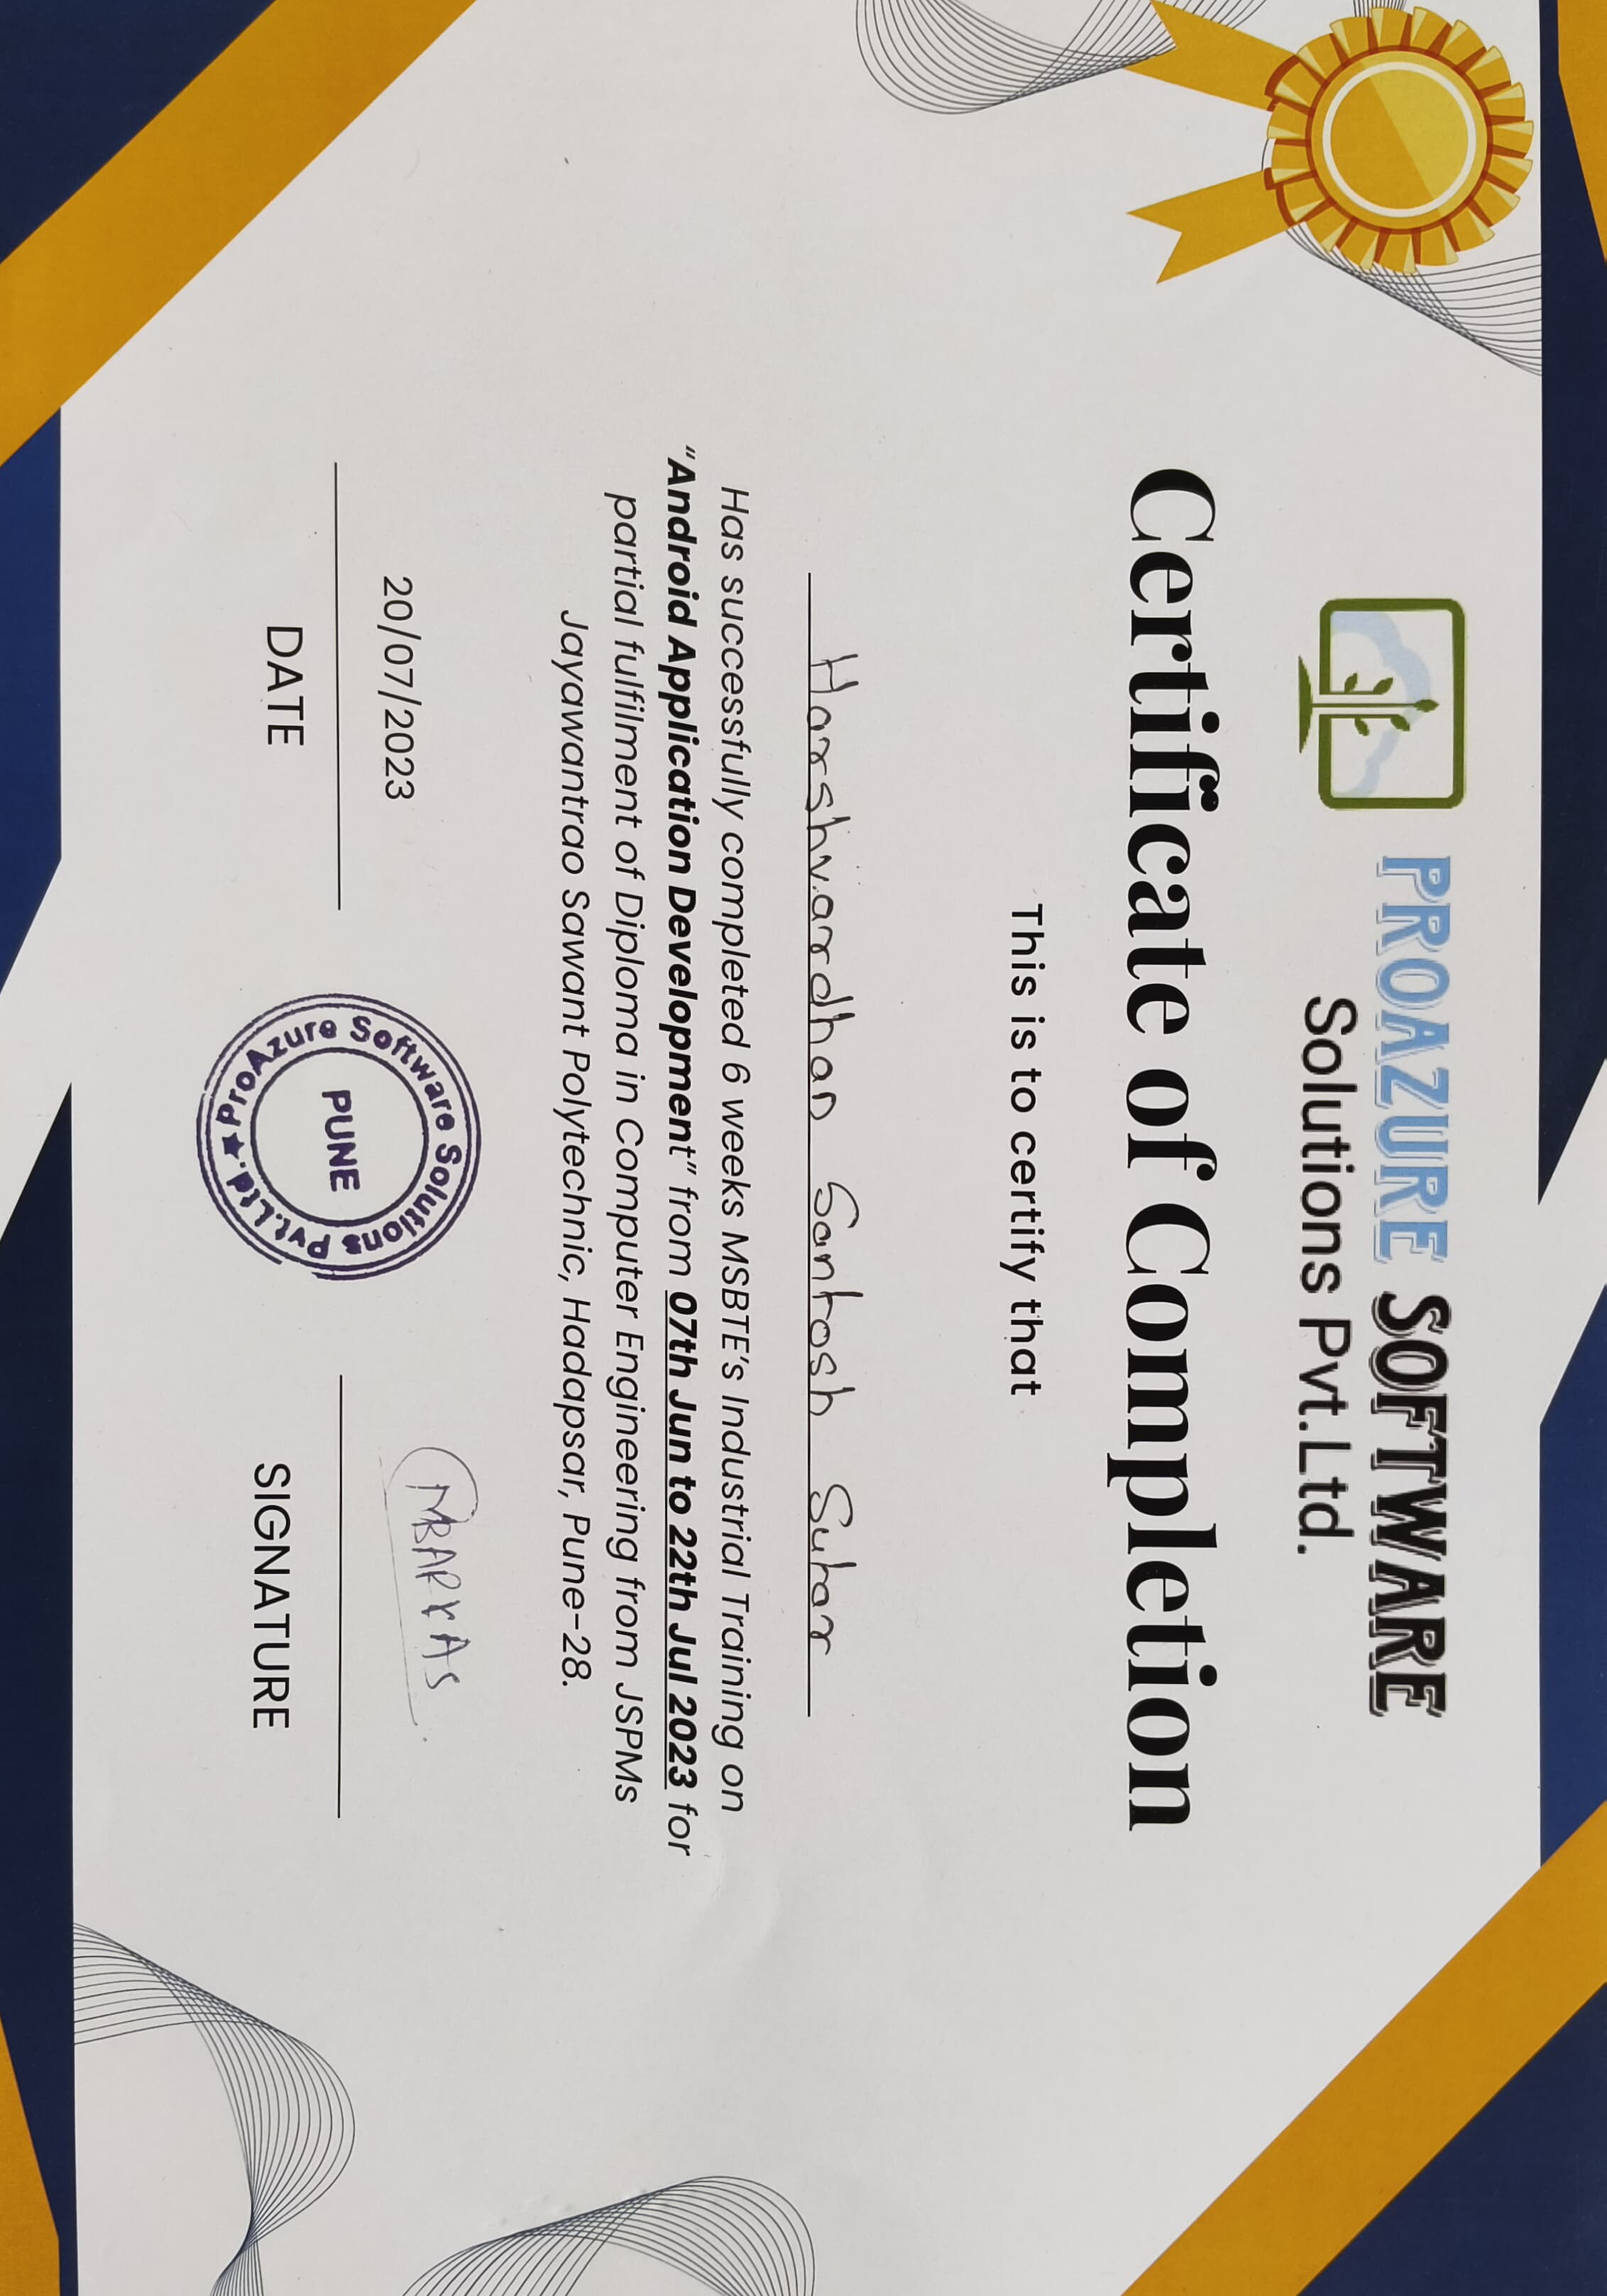 PROAZURE SOFTWARE
Solutions Pvt.Ltd.
Certificate of Completion
This is to certify that
Harshvardhan Santosh Sutar
Has successfully completed 6 weeks MSBTE’s Industrial Training on
“Android Application Development” from 07th Jun to 22th Jul 2023 for
partial fulfilment of Diploma in Computer Engineering from JSPMs
Jayawantrao Sawant Polytechnic, Hadapsar, Pune-28.
20/07/2023
DATE
ProAzure Software Solutions Pvt.Ltd. ★
PUNE
SIGNATURE